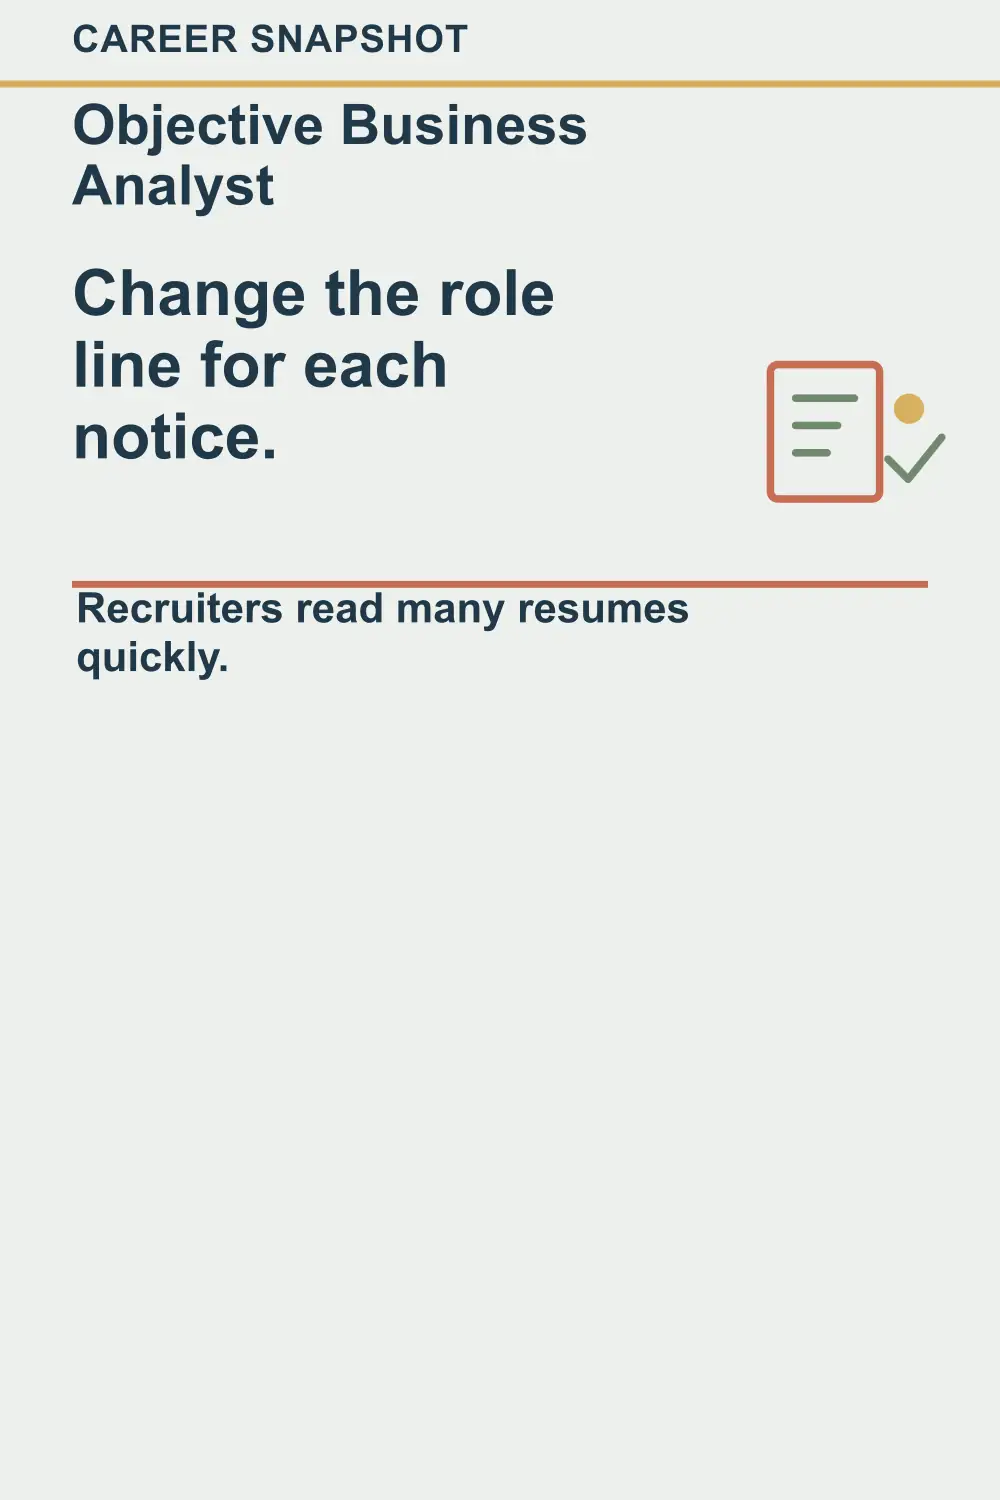 CAREER SNAPSHOT
Objective Business
Analyst
Change the role
line for each
notice.
Recruiters read many resumes
quickly.